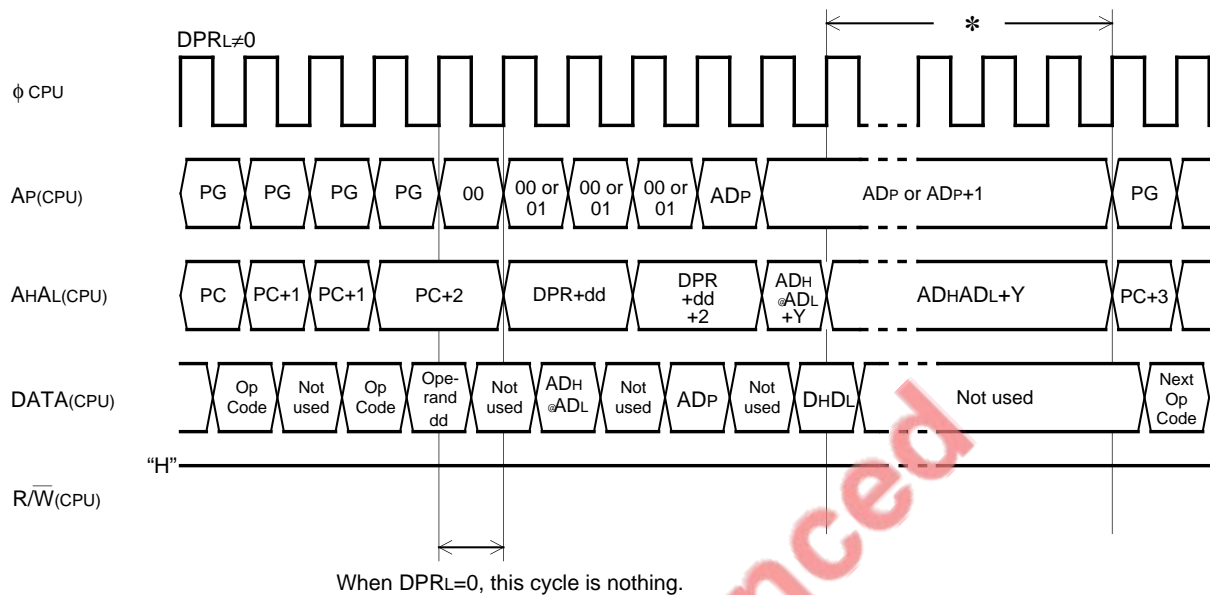 DPRL≠0
✻
ϕ CPU
AP(CPU)
PG PG PG PG 00 00 or 01 00 or 01 00 or 01 ADP ADP or ADP+1 PG
AHAL(CPU)
PC PC+1 PC+1 PC+2 DPR+dd DPR +dd +2 ADH @ADL +Y ADHADL+Y PC+3
DATA(CPU)
Op Code Not used Op Code Ope- rand dd Not used ADH @ADL Not used ADP Not used DHDL Not used Next Op Code
“H”
R/W̅(CPU)
When DPRL=0, this cycle is nothing.
nced